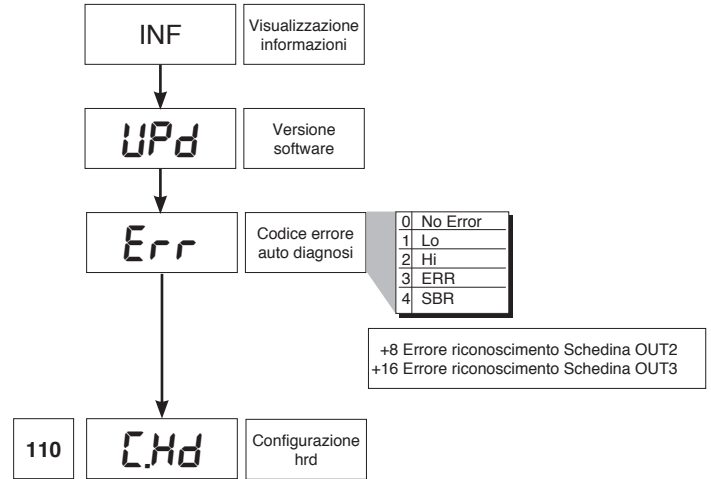 INF
Visualizzazione
informazioni
UPd
Versione
software
Err
Codice errore
auto diagnosi
0 No Error
1 Lo
2 Hi
3 ERR
4 SBR
+8 Errore riconoscimento Schedina OUT2
+16 Errore riconoscimento Schedina OUT3
110
C.Hd
Configurazione
hrd